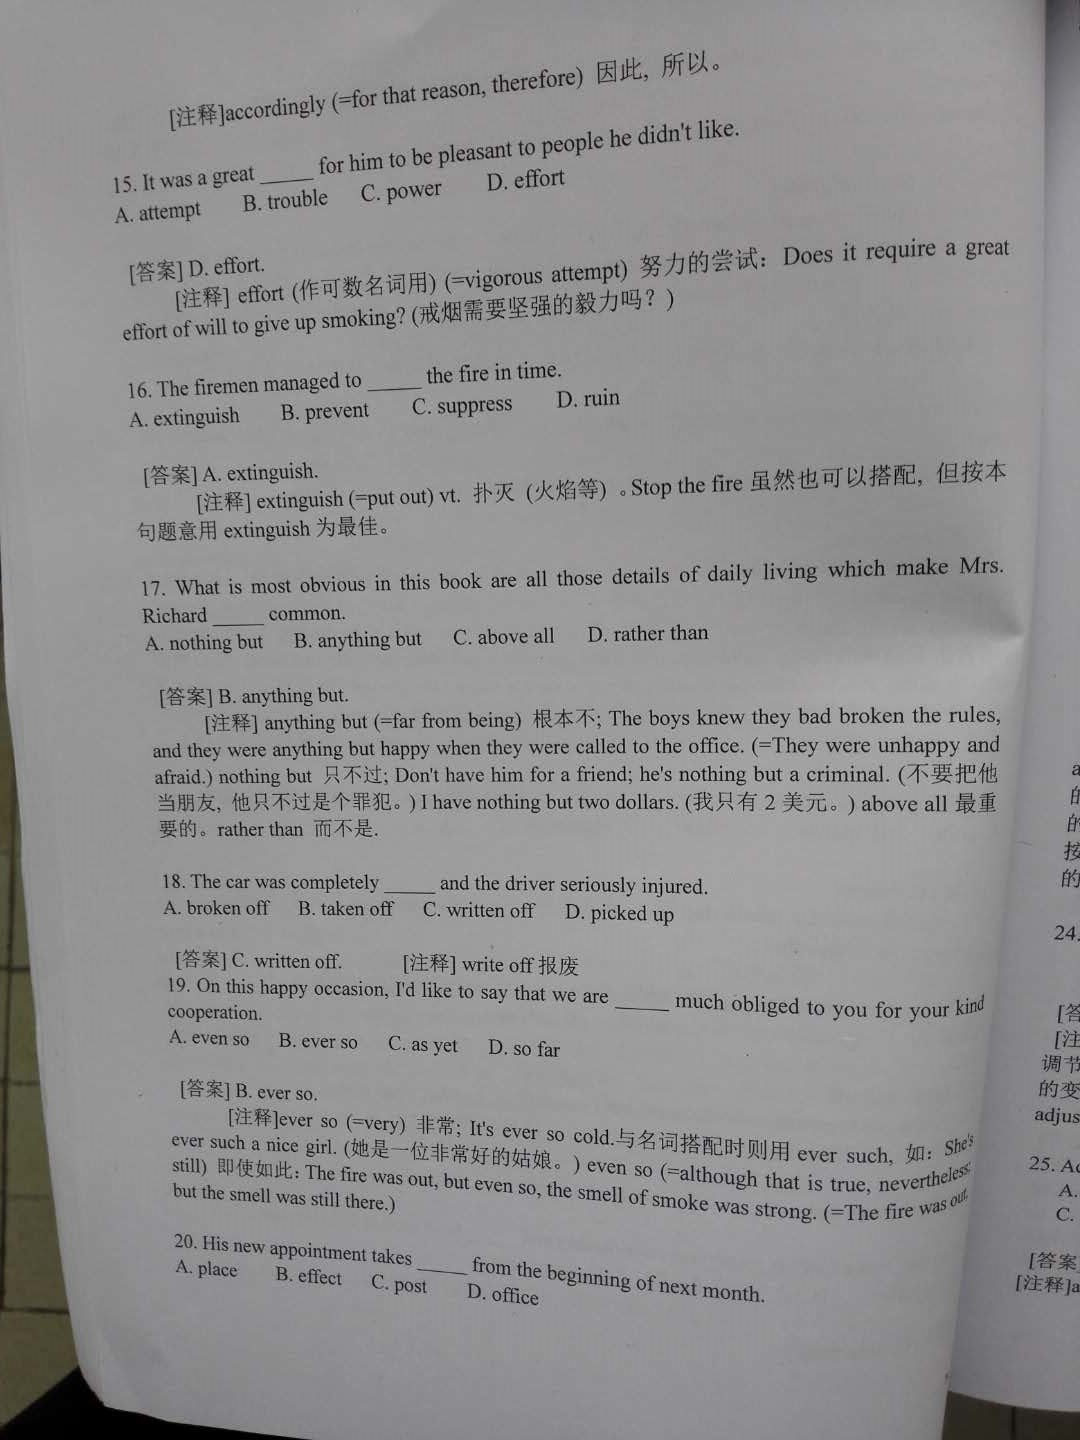 [注释]accordingly (=for that reason, therefore) 因此, 所以。
15. It was a great _____ for him to be pleasant to people he didn't like.
A. attempt B. trouble C. power D. effort
[答案] D. effort.
[注释] effort (作可数名词用) (=vigorous attempt) 努力的尝试: Does it require a great
effort of will to give up smoking? (戒烟需要坚强的毅力吗? )
16. The firemen managed to _____ the fire in time.
A. extinguish B. prevent C. suppress D. ruin
[答案] A. extinguish.
[注释] extinguish (=put out) vt. 扑灭 (火焰等) 。Stop the fire 虽然也可以搭配, 但按本
句题意用 extinguish 为最佳。
17. What is most obvious in this book are all those details of daily living which make Mrs.
Richard _____ common.
A. nothing but B. anything but C. above all D. rather than
[答案] B. anything but.
[注释] anything but (=far from being) 根本不; The boys knew they bad broken the rules,
and they were anything but happy when they were called to the office. (=They were unhappy and
afraid.) nothing but 只不过; Don't have him for a friend; he's nothing but a criminal. (不要把他
当朋友, 他只不过是个罪犯。) I have nothing but two dollars. (我只有 2 美元。) above all 最重
要的。rather than 而不是.
18. The car was completely _____ and the driver seriously injured.
A. broken off B. taken off C. written off D. picked up
[答案] C. written off. [注释] write off 报废
19. On this happy occasion, I'd like to say that we are _____ much obliged to you for your kind
cooperation.
A. even so B. ever so C. as yet D. so far
[答案] B. ever so.
[注释]ever so (=very) 非常; It's ever so cold.与名词搭配时则用 ever such, 如: She's
ever such a nice girl. (她是一位非常好的姑娘。) even so (=although that is true, nevertheless;
still) 即使如此: The fire was out, but even so, the smell of smoke was strong. (=The fire was out,
but the smell was still there.)
20. His new appointment takes _____ from the beginning of next month.
A. place B. effect C. post D. office
a
的
按
的
24.
[答
[注
调节
的变
adjus
25. Ac
A.
C.
[答案]
[注释]a